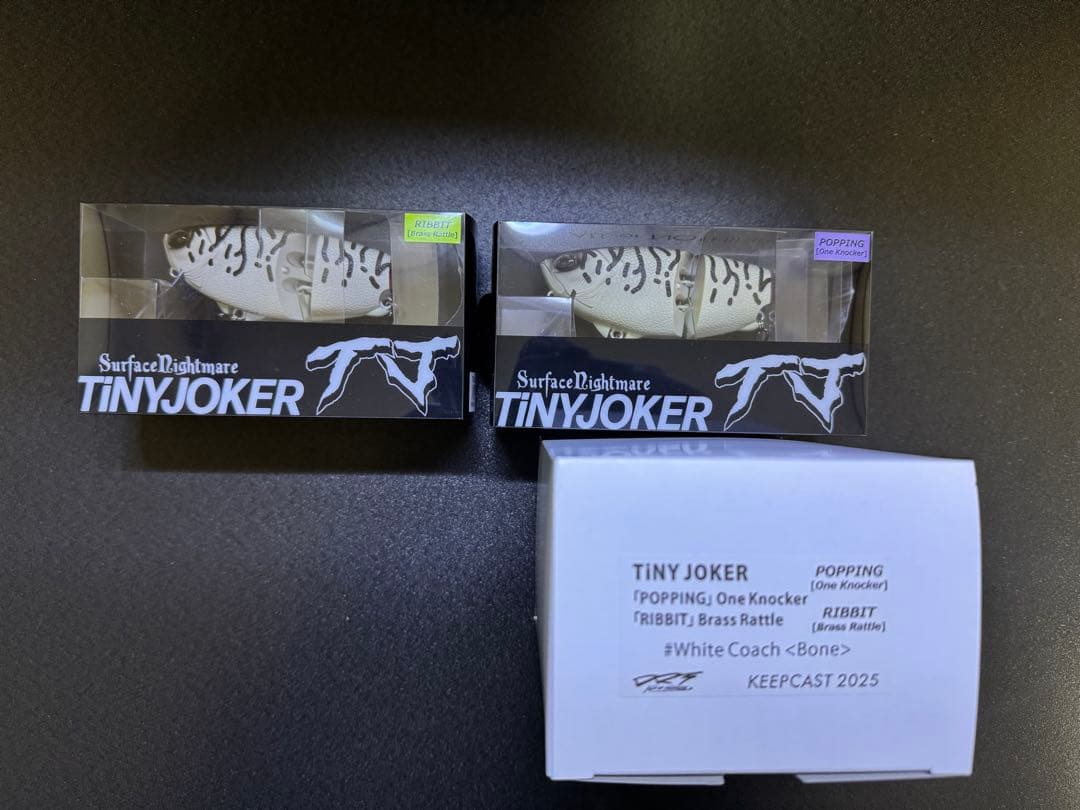 RIBBIT
[Brass Rattle]
Surface Nightmare
TiNYJOKER
TJ
POPPING
[One Knocker]
Surface Nightmare
TiNYJOKER
TJ
TiNY JOKER
「POPPING」One Knocker
「RIBBIT」Brass Rattle
POPPING
[One Knocker]
RIBBIT
[Brass Rattle]
#White Coach <Bone>
DRT
KEEPCAST 2025